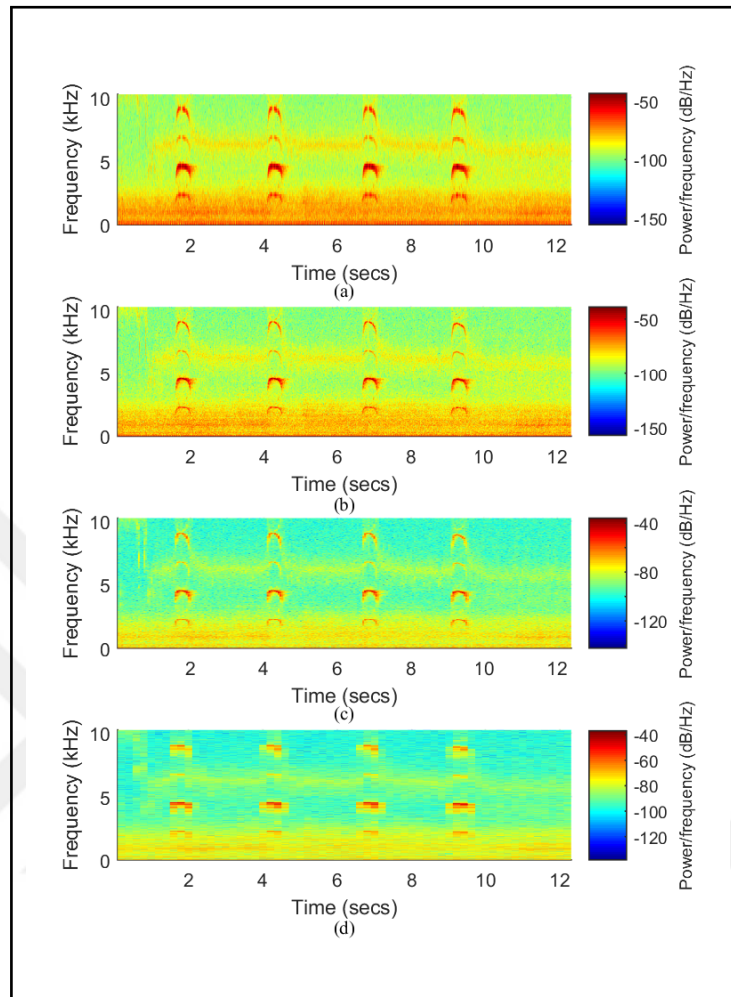 10
5
0
Frequency (kHz)
2 4 6 8 10 12
Time (secs)
-50
-100
-150
Power/frequency (dB/Hz)
(a)
10
5
0
Frequency (kHz)
2 4 6 8 10 12
Time (secs)
-50
-100
-150
Power/frequency (dB/Hz)
(b)
10
5
0
Frequency (kHz)
2 4 6 8 10 12
Time (secs)
-40
-60
-80
-100
-120
Power/frequency (dB/Hz)
(c)
10
5
0
Frequency (kHz)
2 4 6 8 10 12
Time (secs)
-40
-60
-80
-100
-120
Power/frequency (dB/Hz)
(d)